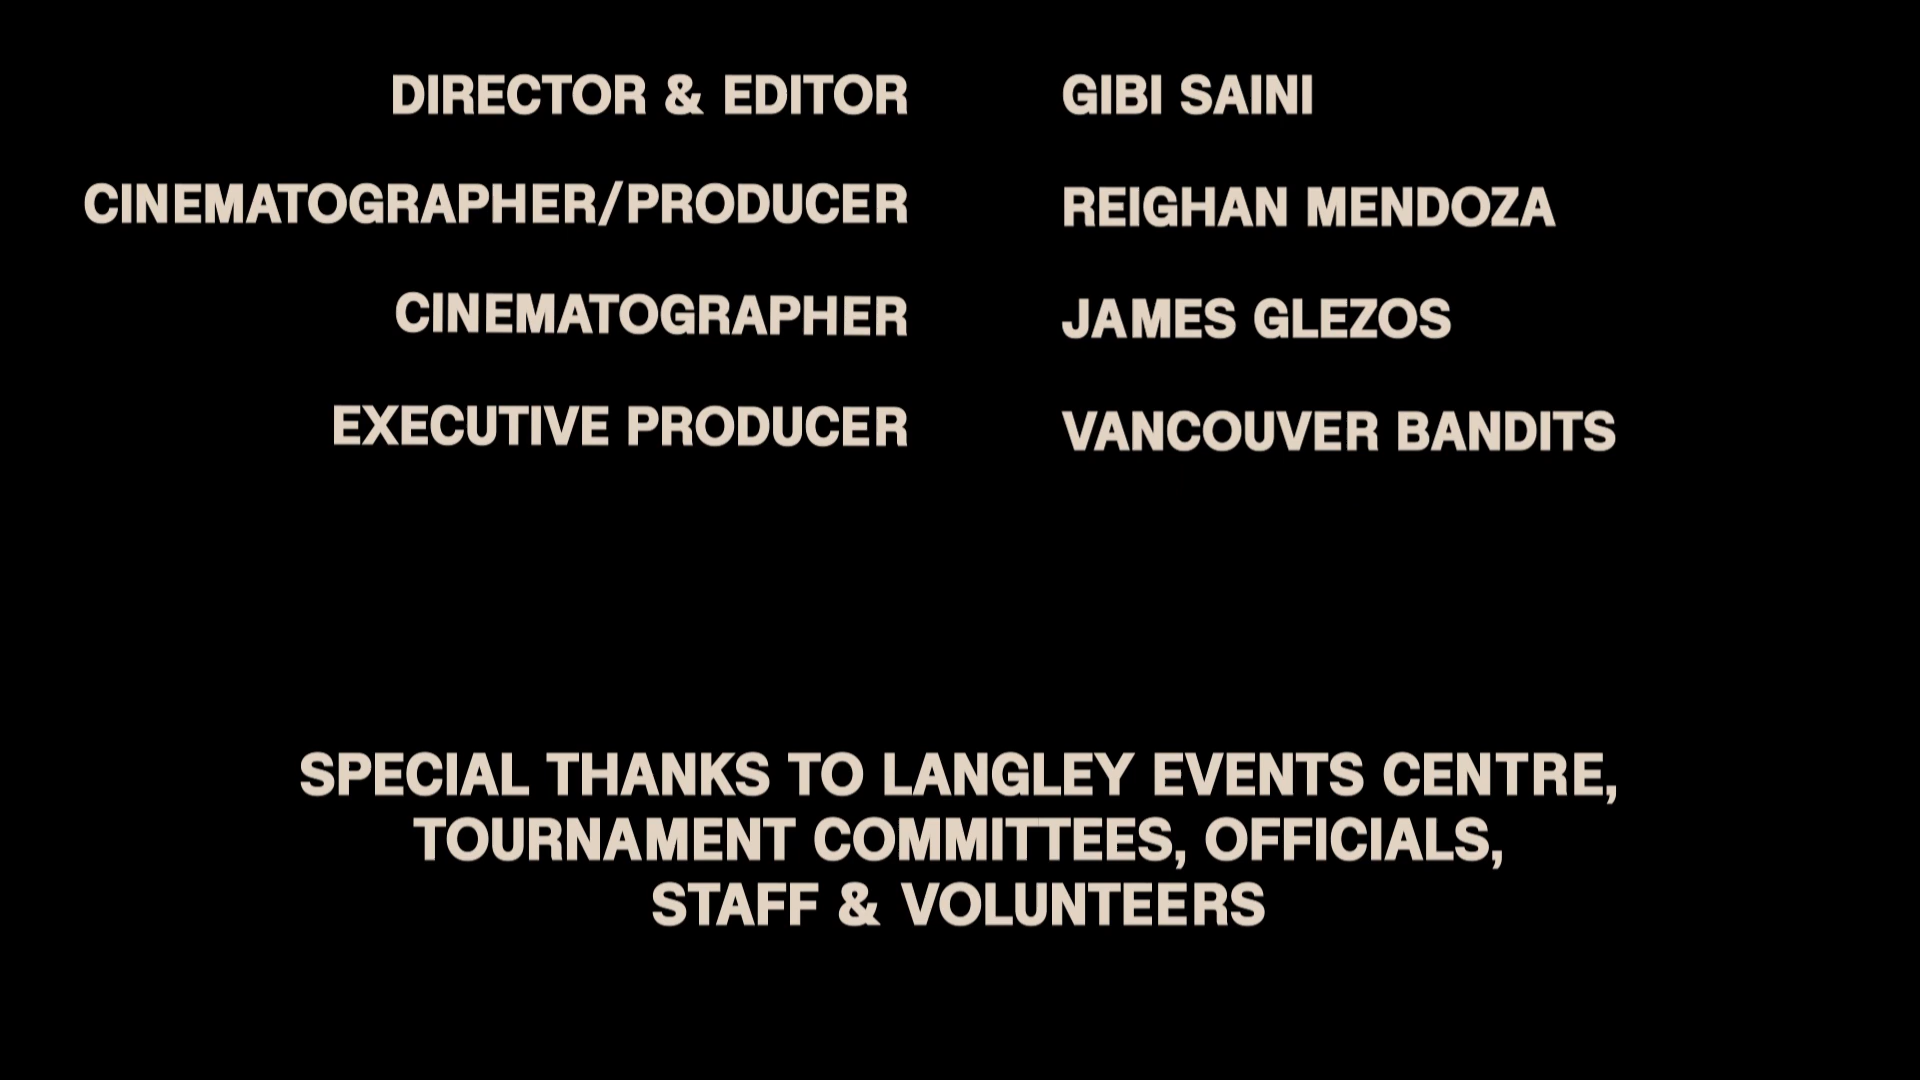 DIRECTOR & EDITOR GIBI SAINI
CINEMATOGRAPHER/PRODUCER REIGHAN MENDOZA
CINEMATOGRAPHER JAMES GLEZOS
EXECUTIVE PRODUCER VANCOUVER BANDITS
SPECIAL THANKS TO LANGLEY EVENTS CENTRE,
TOURNAMENT COMMITTEES, OFFICIALS,
STAFF & VOLUNTEERS